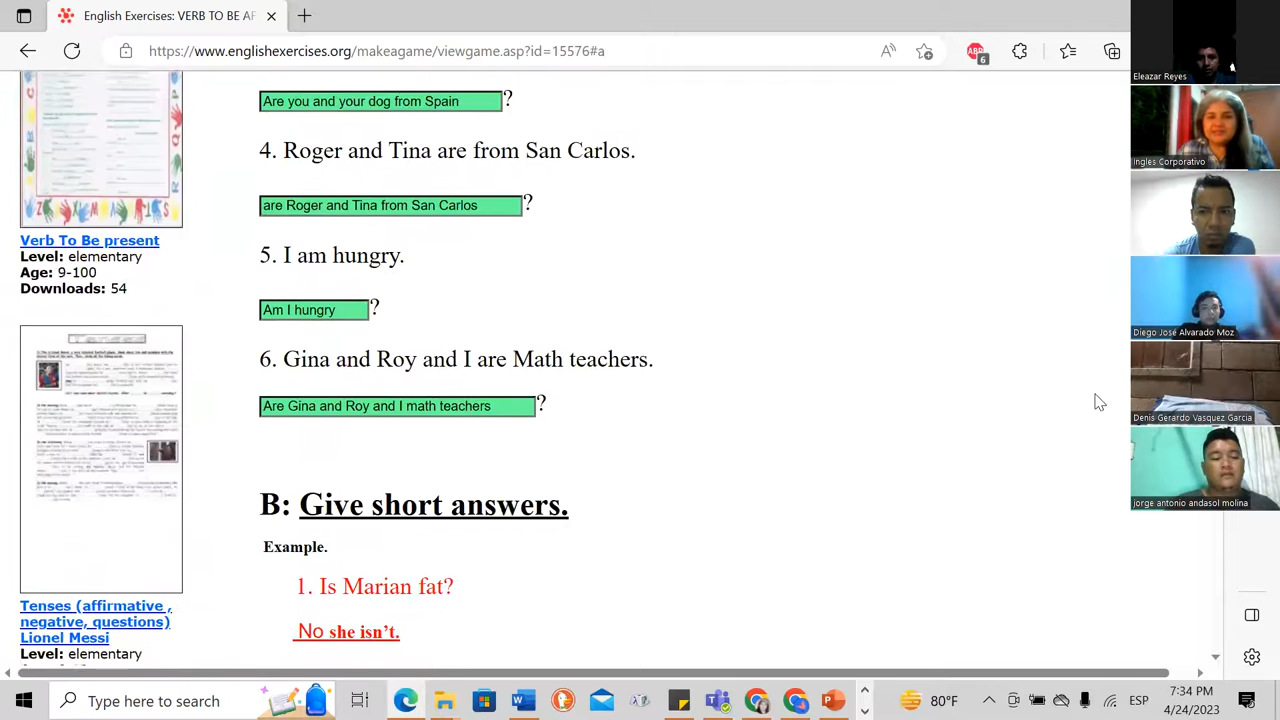 English Exercises: VERB TO BE AF
https://www.englishexercises.org/makeagame/viewgame.asp?id=15576#a
6
Are you and your dog from Spain
?
4. Roger and Tina are from San Carlos.
are Roger and Tina from San Carlos
?
5. I am hungry.
Am I hungry
?
6. Gina and Roy and I are math teachers.
are Gina and Roy and I math teachers
?
B: Give short answers.
Example.
1. Is Marian fat?
No she isn't.
Verb To Be present
Level: elementary
Age: 9-100
Downloads: 54
Tenses (affirmative ,
negative, questions)
Lionel Messi
Level: elementary
Eleazar Reyes
Ingles Corporativo
Diego José Alvarado Moz
Denis Gerardo Vasquez Garcia
jorge antonio andasol molina
Type here to search
80°F
ESP
7:34 PM
4/24/2023